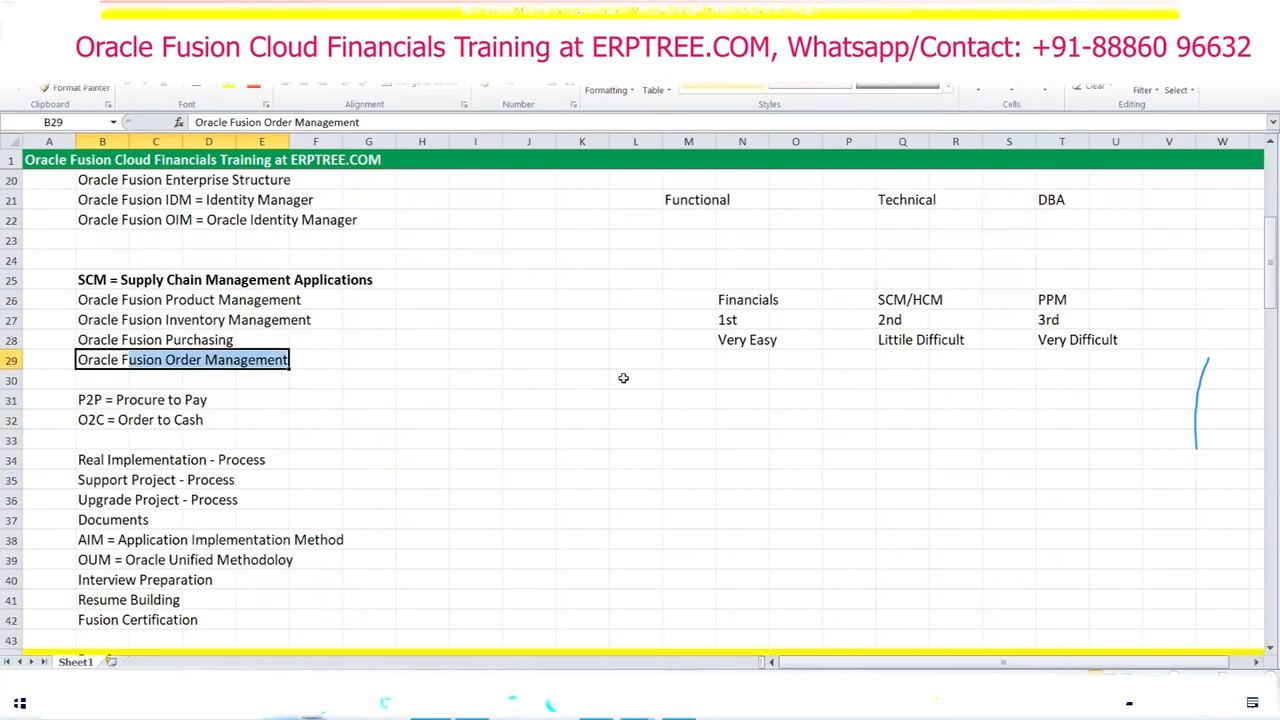 Oracle Fusion Cloud Financials Training at ERPTREE.COM, Whatsapp/Contact: +91-88860 96632
Format Painter
Formatting Table Clear Filter Select
Clipboard Font Alignment Number Styles Cells Editing
B29 fx Oracle Fusion Order Management
A B C D E F G H I J K L M N O P Q R S T U V W
1 Oracle Fusion Cloud Financials Training at ERPTREE.COM
20 Oracle Fusion Enterprise Structure
21 Oracle Fusion IDM = Identity Manager Functional Technical DBA
22 Oracle Fusion OIM = Oracle Identity Manager
23
24
25 SCM = Supply Chain Management Applications
26 Oracle Fusion Product Management Financials SCM/HCM PPM
27 Oracle Fusion Inventory Management 1st 2nd 3rd
28 Oracle Fusion Purchasing Very Easy Littile Difficult Very Difficult
29 Oracle Fusion Order Management
30
31 P2P = Procure to Pay
32 O2C = Order to Cash
33
34 Real Implementation - Process
35 Support Project - Process
36 Upgrade Project - Process
37 Documents
38 AIM = Application Implementation Method
39 OUM = Oracle Unified Methodoloy
40 Interview Preparation
41 Resume Building
42 Fusion Certification
43
Sheet1